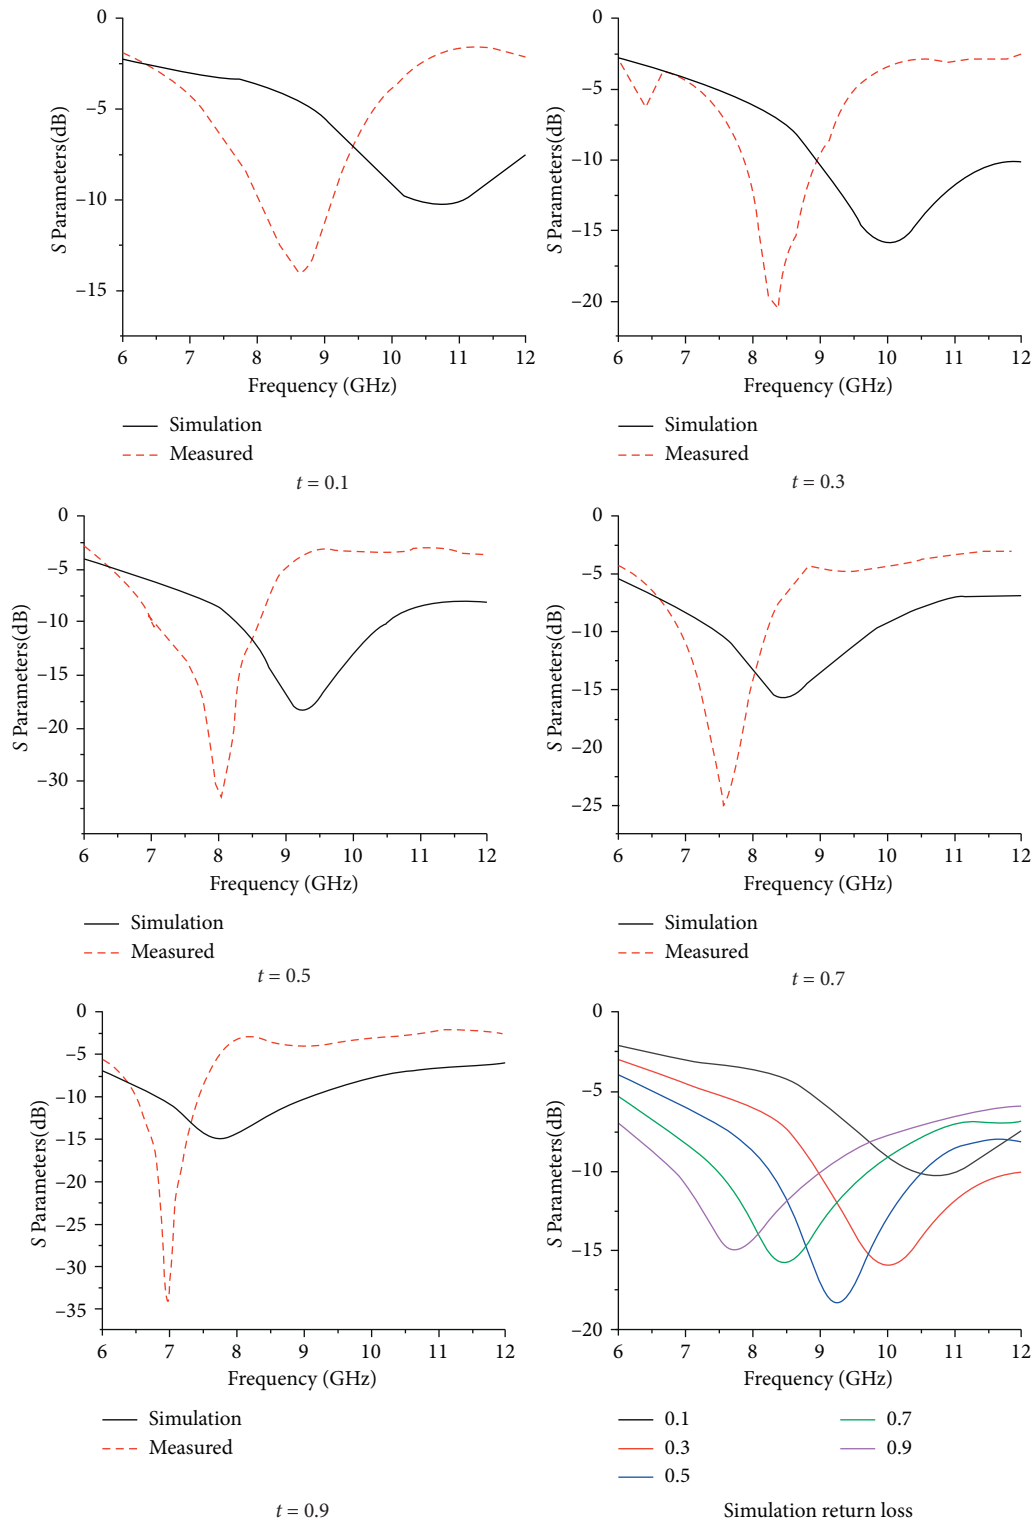 0
−5
−10
−15
S Parameters(dB)
6 7 8 9 10 11 12
Frequency (GHz)
Simulation
Measured
t = 0.1
0
−5
−10
−15
−20
S Parameters(dB)
6 7 8 9 10 11 12
Frequency (GHz)
Simulation
Measured
t = 0.3
0
−5
−10
−15
−20
−30
S Parameters(dB)
6 7 8 9 10 11 12
Frequency (GHz)
Simulation
Measured
t = 0.5
0
−5
−10
−15
−20
−25
S Parameters(dB)
6 7 8 9 10 11 12
Frequency (GHz)
Simulation
Measured
t = 0.7
0
−5
−10
−15
−20
−25
−30
−35
S Parameters(dB)
6 7 8 9 10 11 12
Frequency (GHz)
Simulation
Measured
t = 0.9
0
−5
−10
−15
−20
S Parameters(dB)
6 7 8 9 10 11 12
Frequency (GHz)
0.1 0.7
0.3 0.9
0.5
Simulation return loss